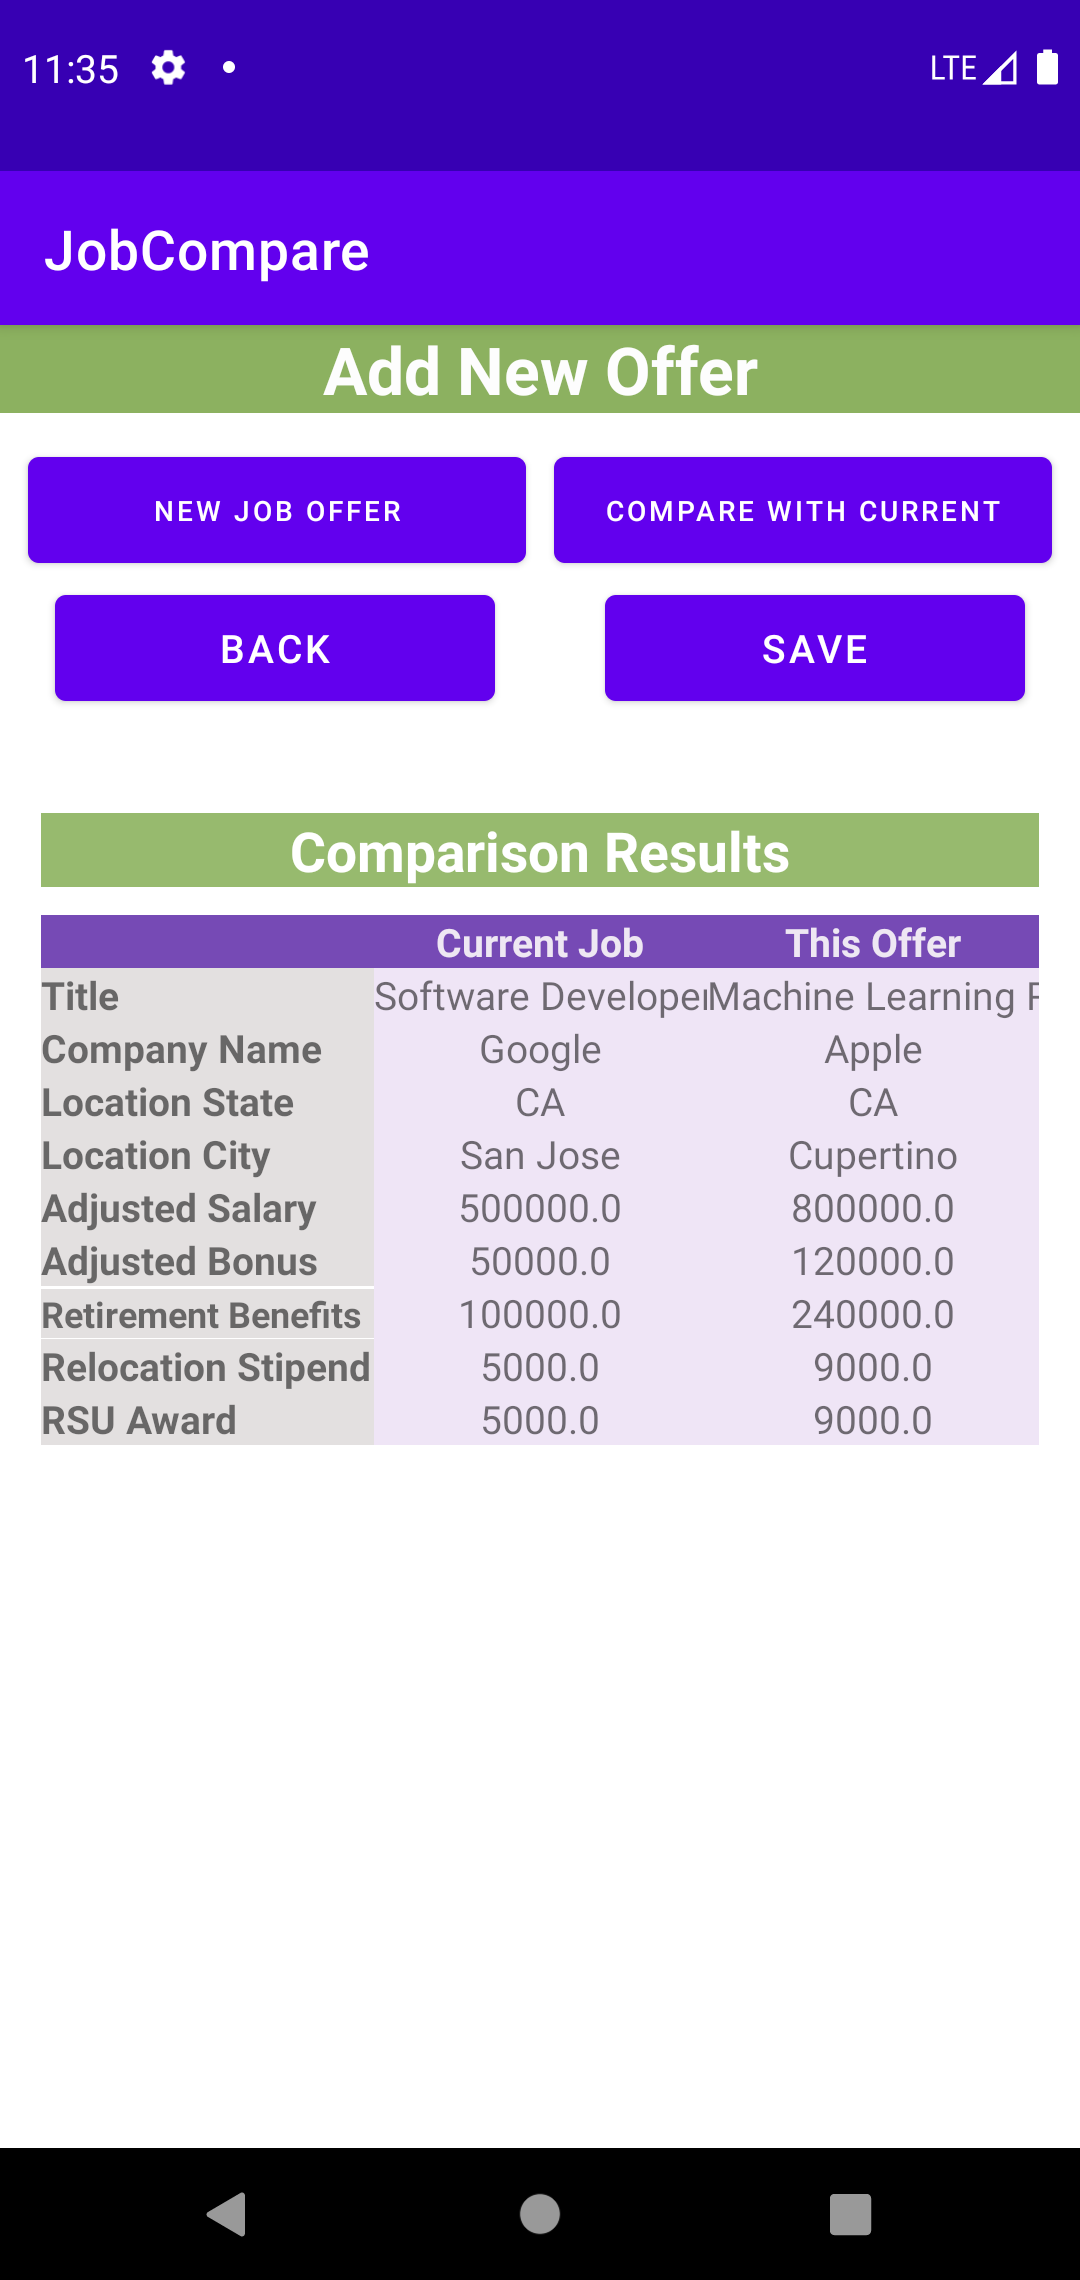 11:35 LTE
JobCompare
Add New Offer
NEW JOB OFFER COMPARE WITH CURRENT
BACK SAVE
Comparison Results
Current Job This Offer
Title Software Developer Machine Learning
Company Name Google Apple
Location State CA CA
Location City San Jose Cupertino
Adjusted Salary 500000.0 800000.0
Adjusted Bonus 50000.0 120000.0
Retirement Benefits 100000.0 240000.0
Relocation Stipend 5000.0 9000.0
RSU Award 5000.0 9000.0